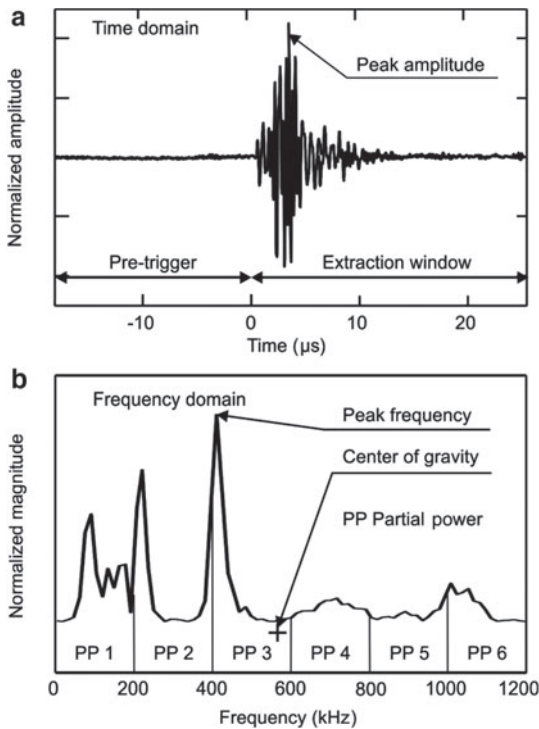 a
Time domain
Peak amplitude
Normalized amplitude
Pre-trigger
Extraction window
-10 0 10 20
Time (µs)
b
Frequency domain
Peak frequency
Center of gravity
PP Partial power
Normalized magnitude
PP 1 PP 2 PP 3 PP 4 PP 5 PP 6
0 200 400 600 800 1000 1200
Frequency (kHz)